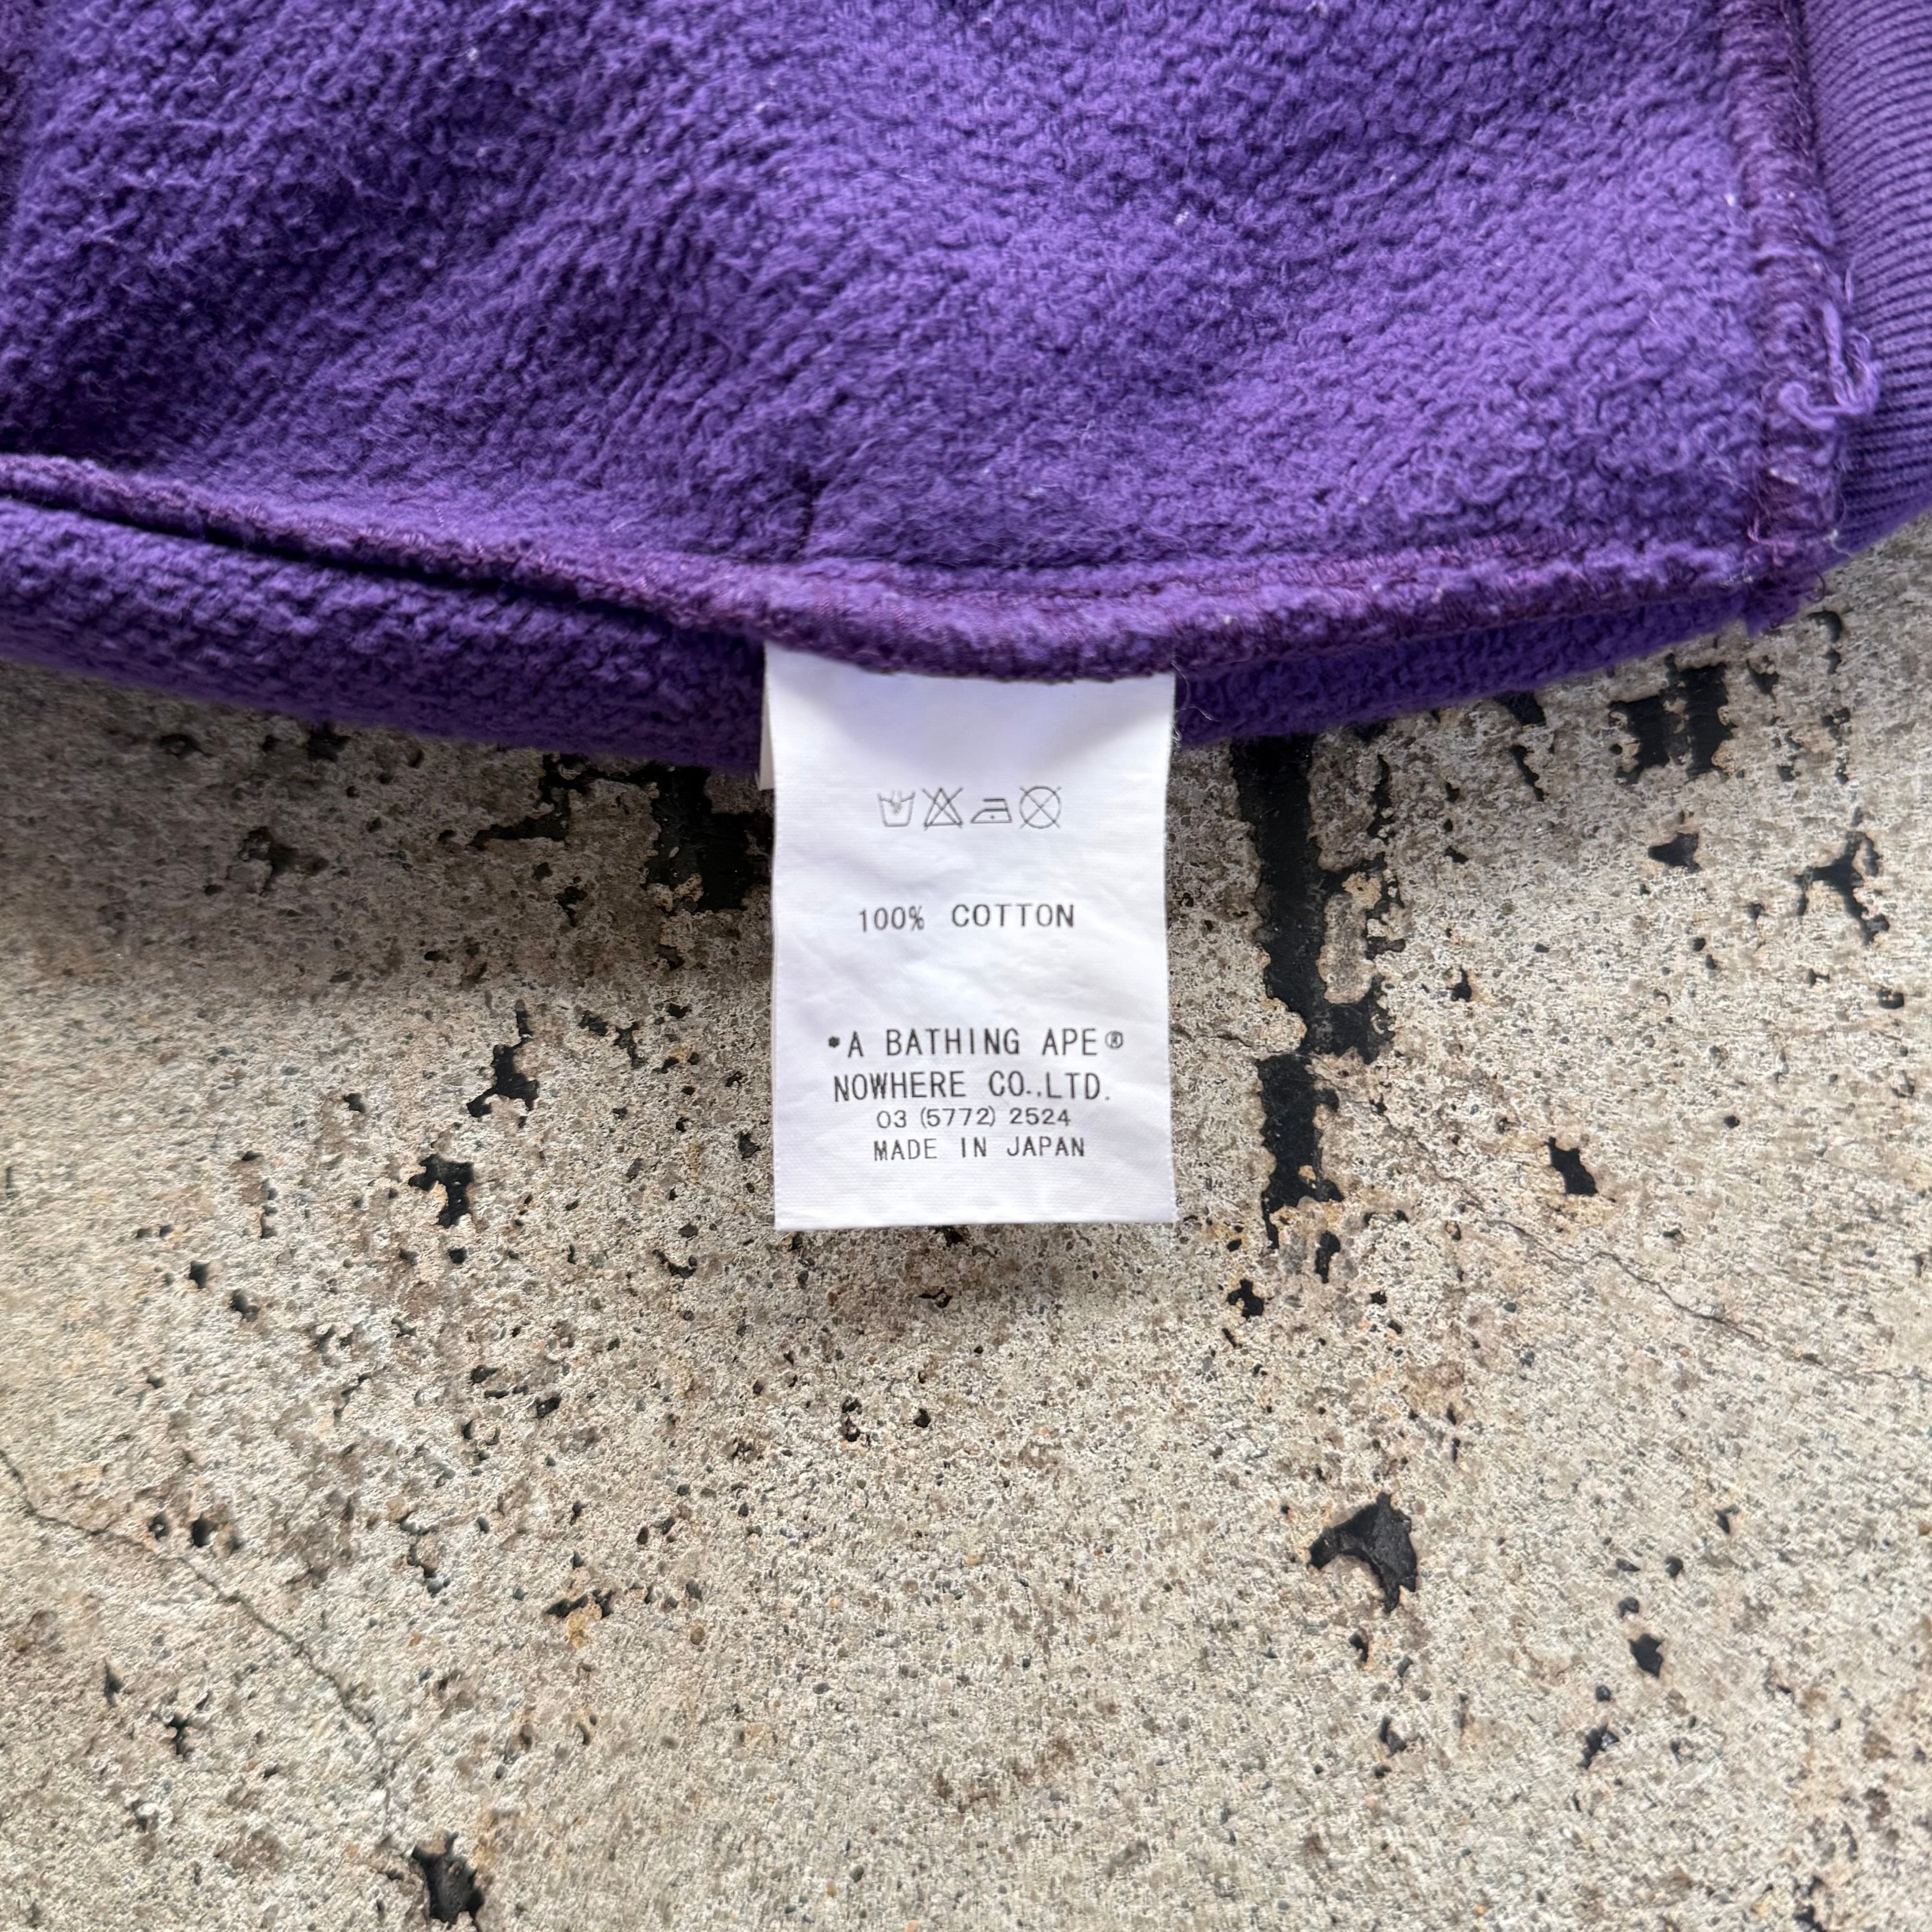 100% COTTON
*A BATHING APE®
NOWHERE CO.,LTD.
03 (5772) 2524
MADE IN JAPAN